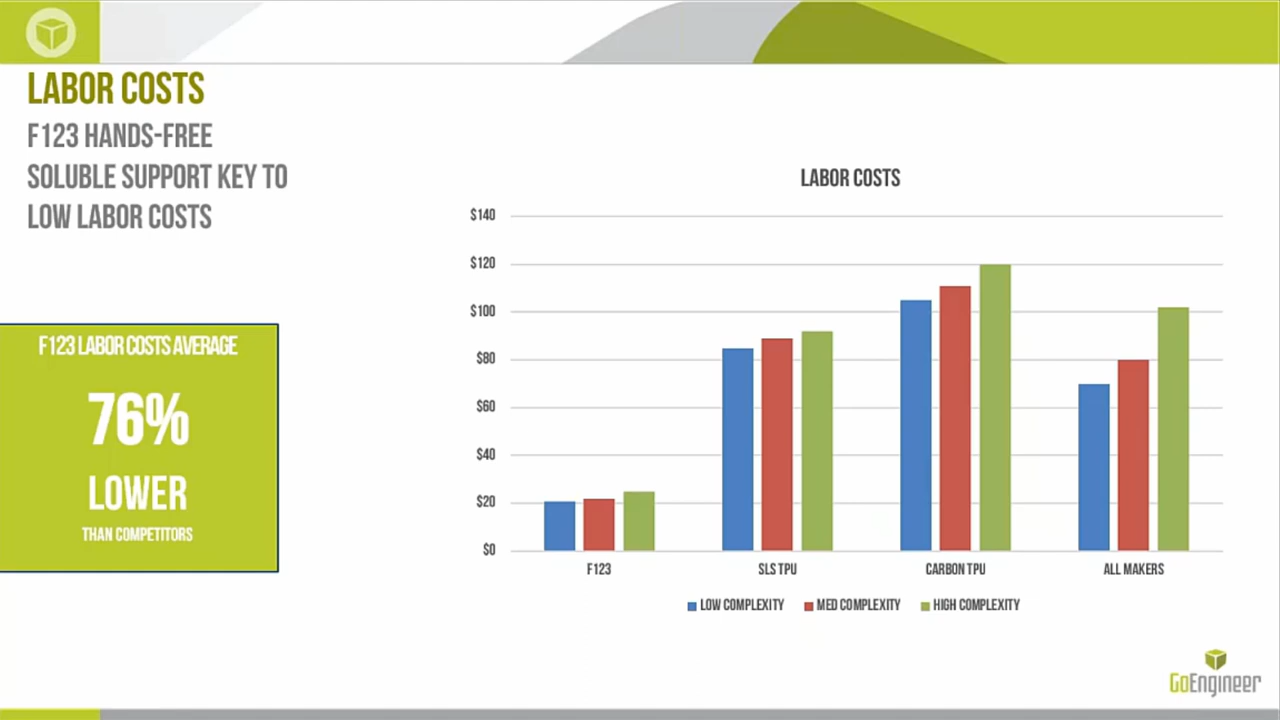 LABOR COSTS
F123 HANDS-FREE
SOLUBLE SUPPORT KEY TO
LOW LABOR COSTS
F123 LABOR COSTS AVERAGE
76%
LOWER
THAN COMPETITORS
LABOR COSTS
$140
$120
$100
$80
$60
$40
$20
$0
F123 SLS TPU CARBON TPU ALL MAKERS
LOW COMPLEXITY MED COMPLEXITY HIGH COMPLEXITY
GoEngineer